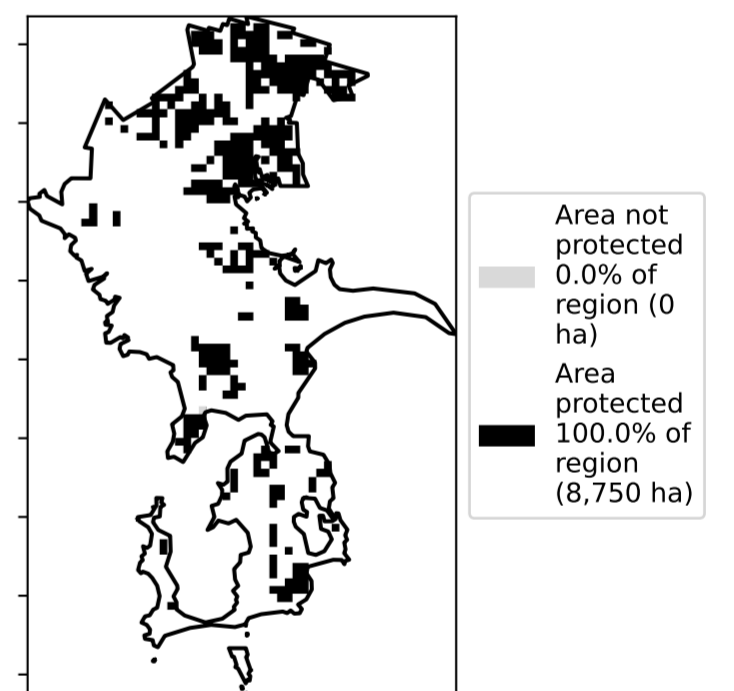 Area not
protected
0.0% of
region (0
ha)
Area
protected
100.0% of
region
(8,750 ha)